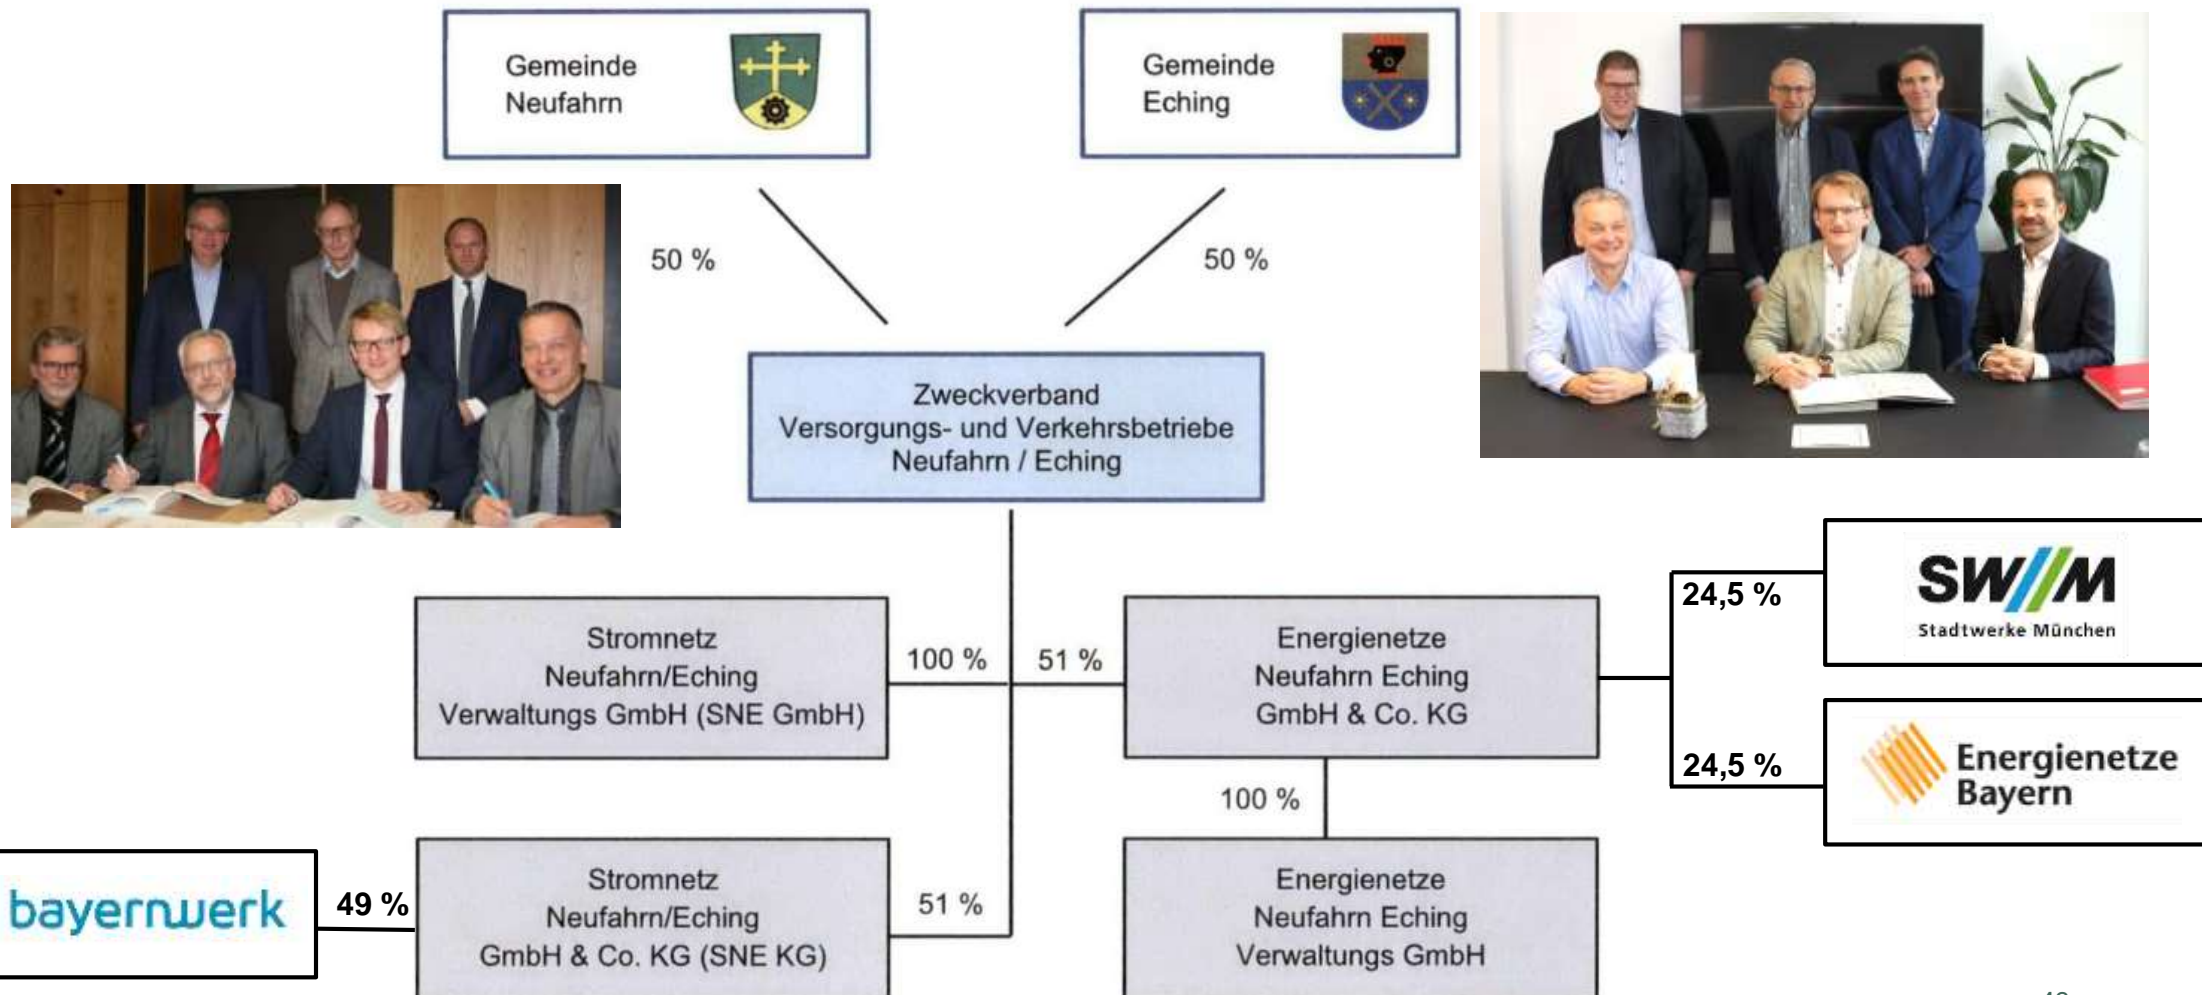 Gemeinde
Neufahrn
Gemeinde
Eching
50 %
50 %
Zweckverband
Versorgungs- und Verkehrsbetriebe
Neufahrn / Eching
Stromnetz
Neufahrn/Eching
Verwaltungs GmbH (SNE GmbH)
100 %
51 %
Energienetze
Neufahrn Eching
GmbH & Co. KG
24,5 %
SW//M
Stadtwerke München
24,5 %
Energienetze
Bayern
100 %
bayernwerk
49 %
Stromnetz
Neufahrn/Eching
GmbH & Co. KG (SNE KG)
51 %
Energienetze
Neufahrn Eching
Verwaltungs GmbH